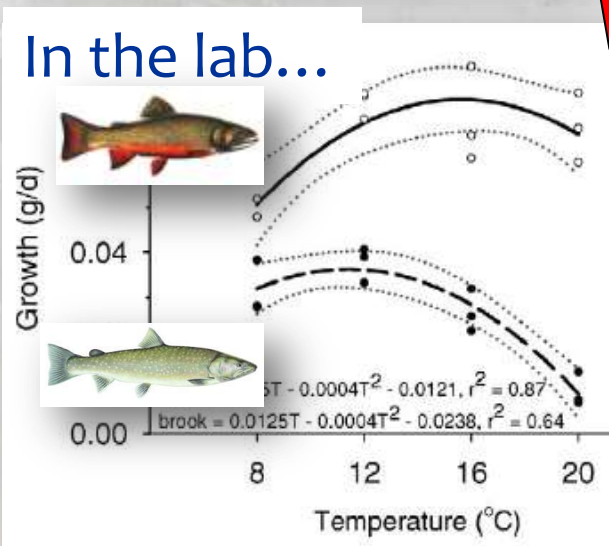 In the lab...
Growth (g/d)
0.04
5T - 0.0004T² - 0.0121, r² = 0.87
brook = 0.0125T - 0.0004T² - 0.0238, r² = 0.64
0.00
8 12 16 20
Temperature (°C)